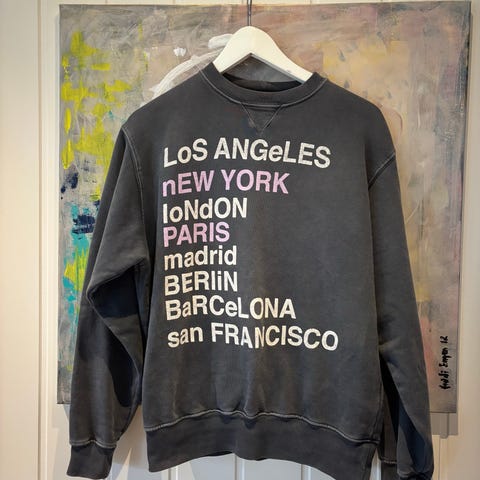 LoS ANGeLES
nEW YORK
loNdON
PARIS
madrid
BERliN
BaRCeLONA
san FRANCISCO